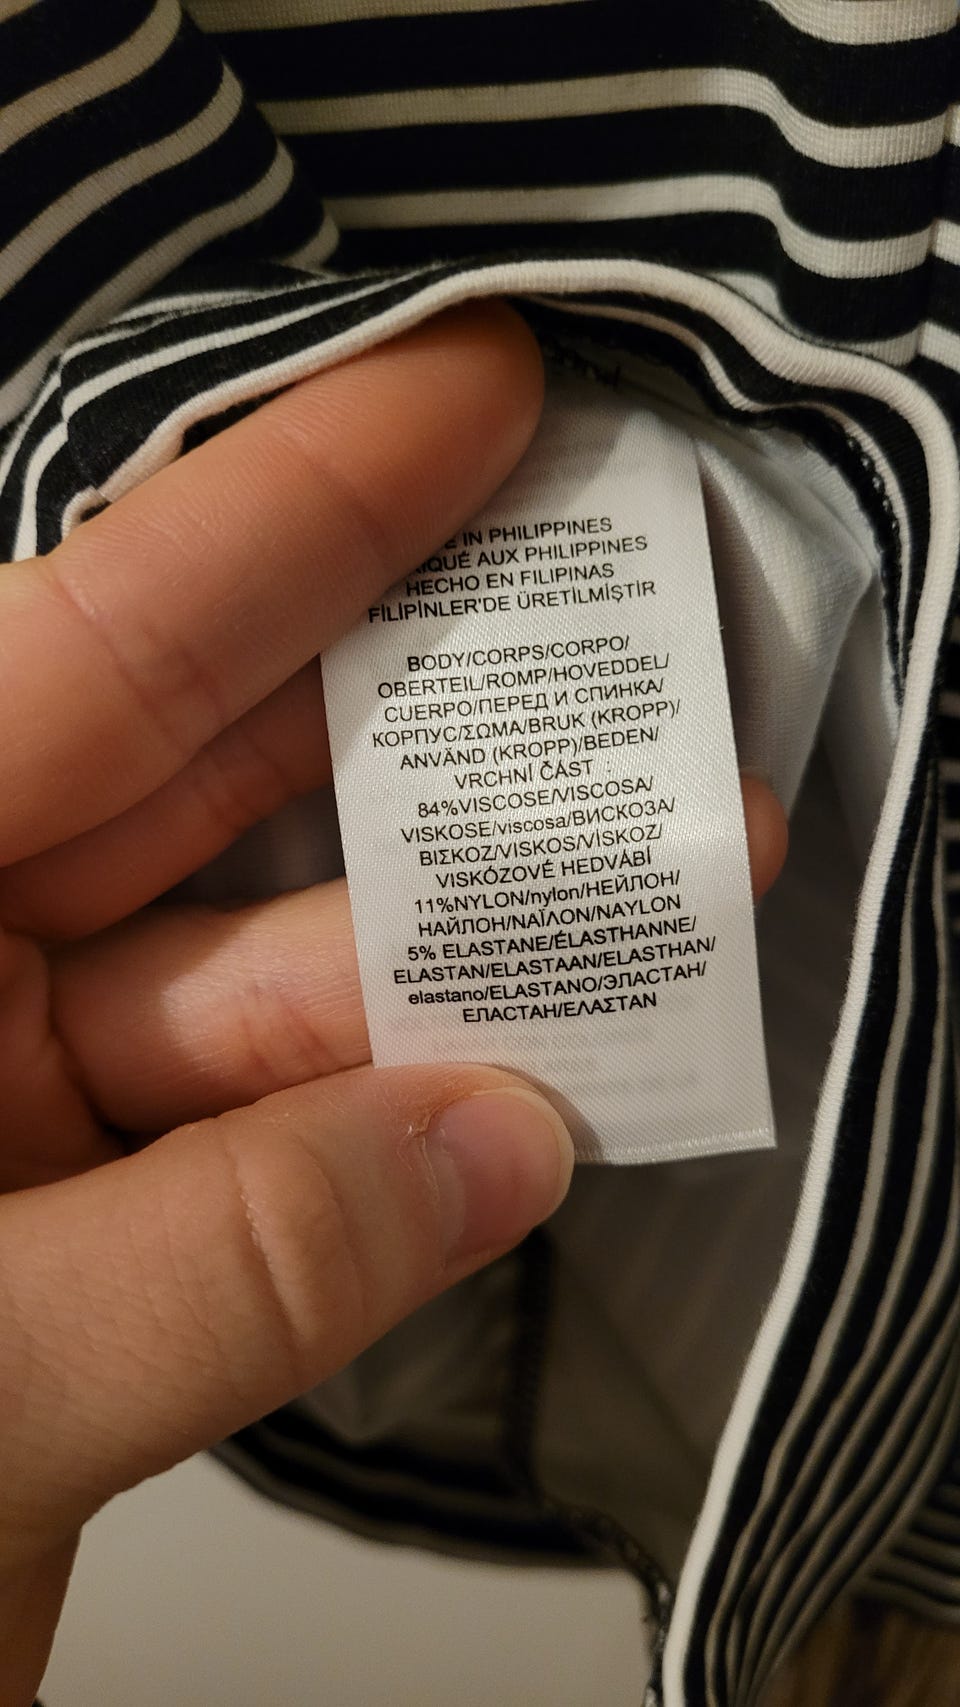 IN PHILIPPINES
AUX PHILIPPINES
HECHO EN FILIPINAS
FİLİPİNLER'DE ÜRETİLMİŞTİR
BODY/CORPS/CORPO/
OBERTEIL/ROMP/HOVEDDEL/
CUERPO/ПЕРЕД И СПИНКА/
КОРПУС/ΣΩΜΑ/BRUK (KROPP)/
ANVÄND (KROPP)/BEDEN/
VRCHNÍ ČÁST :
84%VISCOSE/VISCOSA/
VISKOSE/viscosa/ВИСКОЗА/
ΒΙΣΚΟΖ/VISKOS/VİSKOZ/
VISKÓZOVÉ HEDVÁBÍ
11%NYLON/nylon/НЕЙЛОН/
НАЙЛОН/ΝΑΪΛΟΝ/NAYLON
5% ELASTANE/ÉLASTHANNE/
ELASTAN/ELASTAAN/ELASTHAN/
elastano/ELASTANO/ЭЛАСТАН/
ЕЛАСТАН/ΕΛΑΣΤΑΝ